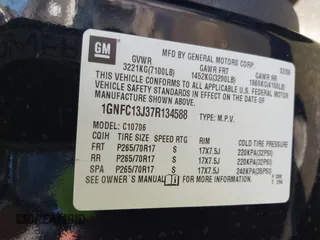 GM
MFD BY GENERAL MOTORS CORP.
GVWR GAWR FRT GAWR RR
3221KG(7100LB) 1452KG(3200LB)
THIS VEHICLE CONFORMS TO ALL APPLICABLE U.S. FEDERAL MOTOR
VEHICLE SAFETY STANDARDS IN EFFECT ON THE DATE OF
MANUFACTURE SHOWN ABOVE.
1GNFC13J37R134588
TYPE: M.P.V.
MODEL: C10706
TIRE SIZE SPEED RTG RIM COLD TIRE PRESSURE
FRT P265/70R17 S 17X7.5J 220KPA(32PSI)
RR P265/70R17 S 17X7.5J 220KPA(32PSI)
SPA P265/70R17 S 17X7.5J 240KPA(35PSI)
SEE OWNER'S MANUAL FOR ADDITIONAL INFORMATION.